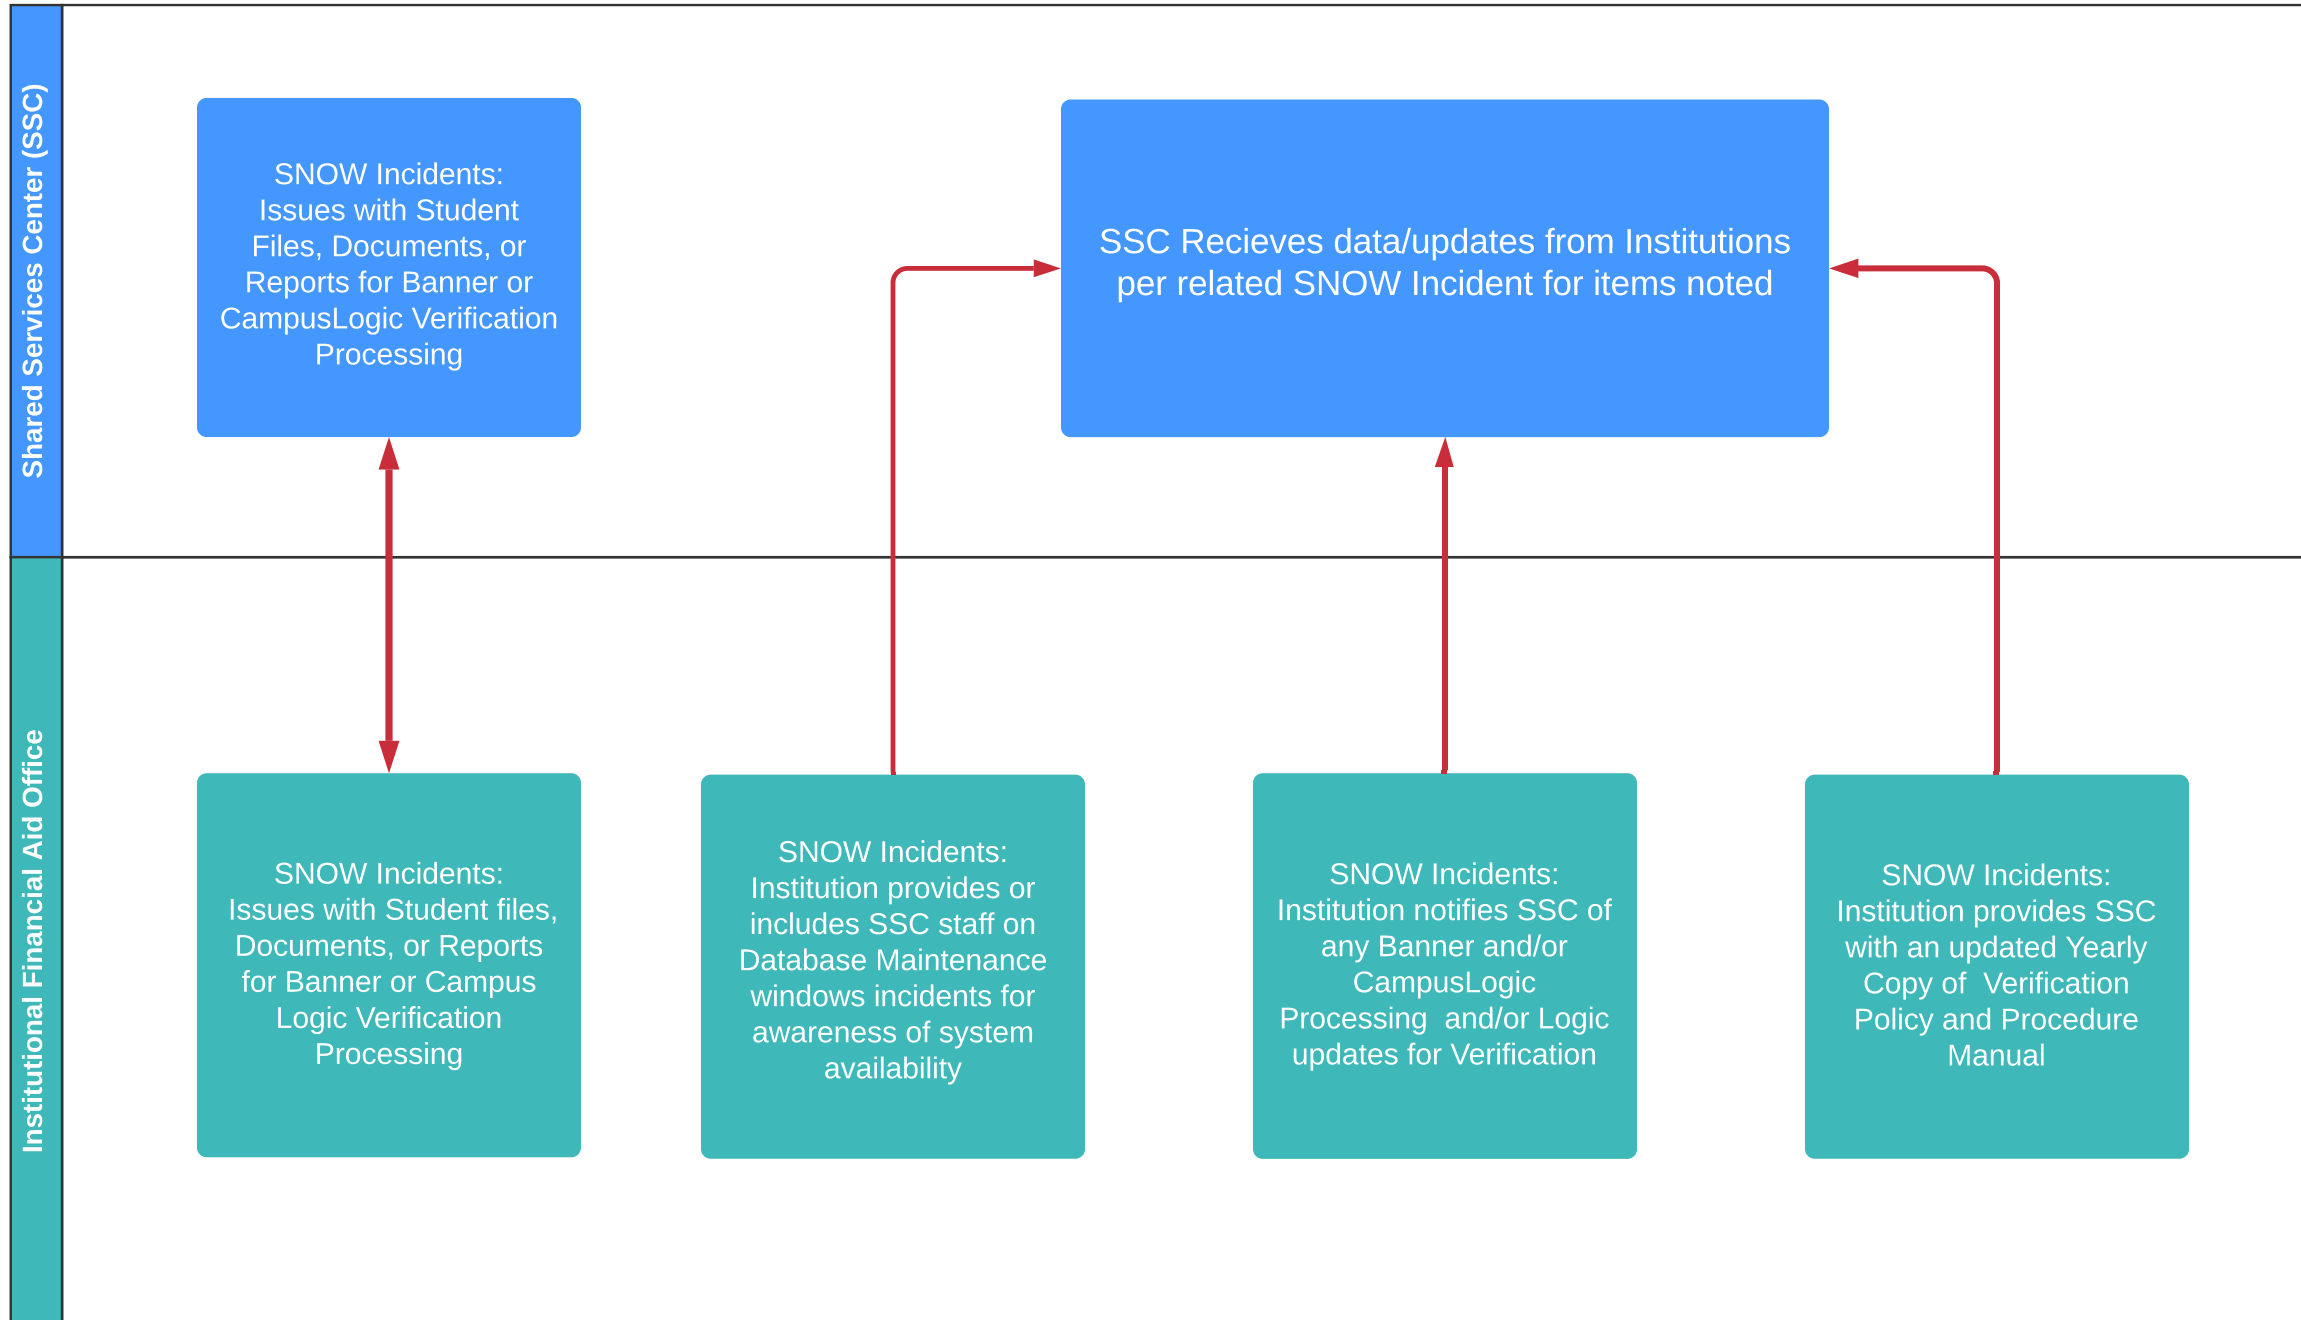 Shared Services Center (SSC)
SNOW Incidents:
Issues with Student
Files, Documents, or
Reports for Banner or
CampusLogic Verification
Processing
SSC Recieves data/updates from Institutions
per related SNOW Incident for items noted
Institutional Financial Aid Office
SNOW Incidents:
Issues with Student files,
Documents, or Reports
for Banner or Campus
Logic Verification
Processing
SNOW Incidents:
Institution provides or
includes SSC staff on
Database Maintenance
windows incidents for
awareness of system
availability
SNOW Incidents:
Institution notifies SSC of
any Banner and/or
CampusLogic
Processing  and/or Logic
updates for Verification
SNOW Incidents:
Institution provides SSC
with an updated Yearly
Copy of  Verification
Policy and Procedure
Manual